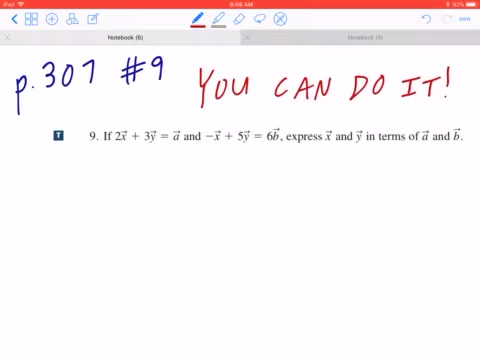 iPad
9:56 AM
92%
Notebook (6)
Notebook (5)
p. 307 #9
YOU CAN DO IT!
T 9. If 2x⃗ + 3y⃗ = a⃗ and −x⃗ + 5y⃗ = 6b⃗, express x⃗ and y⃗ in terms of a⃗ and b⃗.